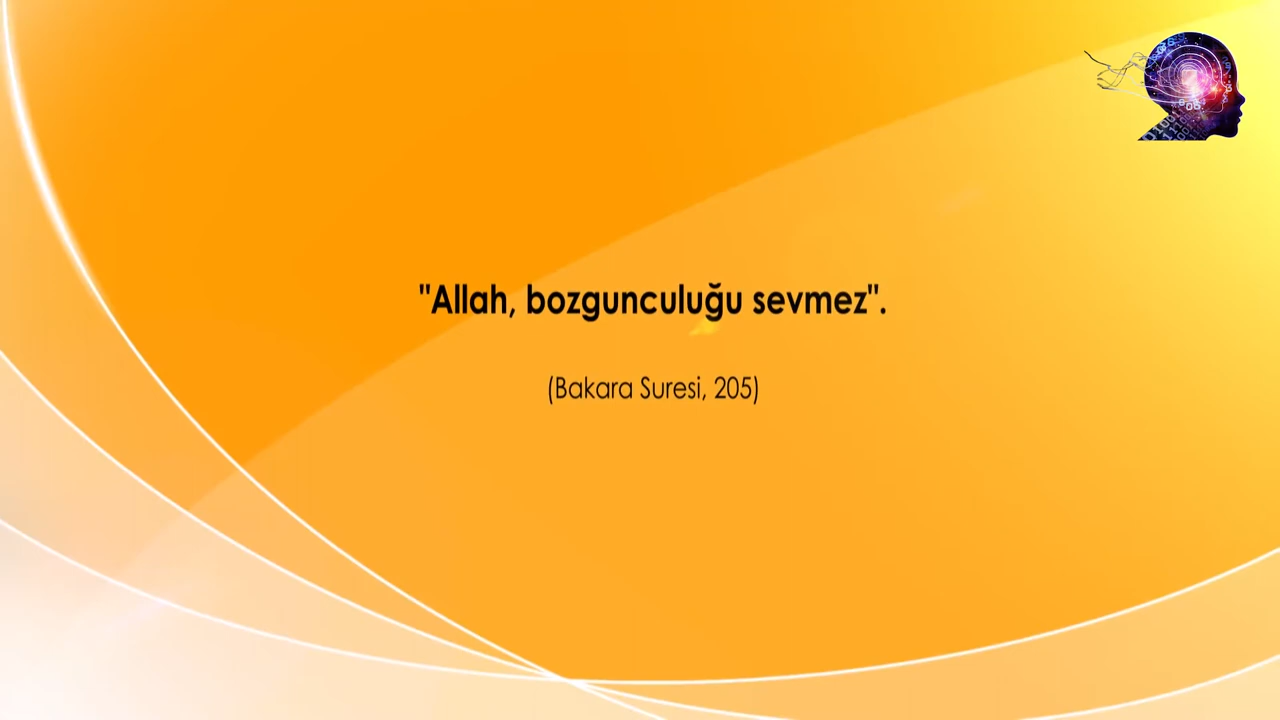 "Allah, bozgunculuğu sevmez".
(Bakara Suresi, 205)